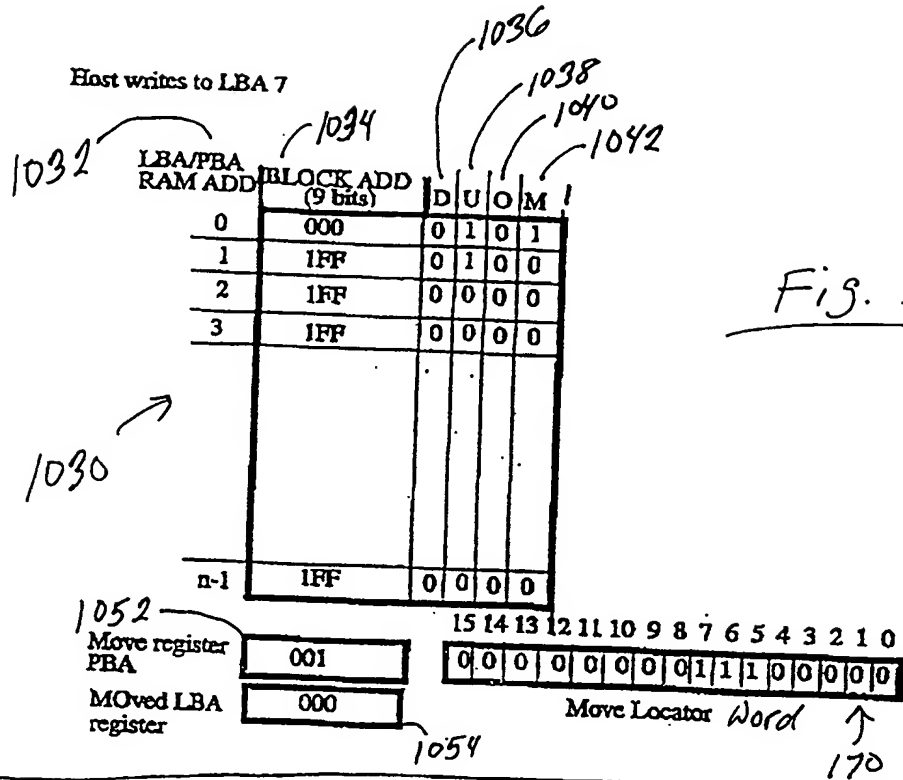 1036
Host writes to LBA 7
1038
1034
1040
1042
1032
LBA/PBA
RAM ADD
BLOCK ADD
(9 bits)
D U O M
0 000 0 1 0 1
1 1FF 0 1 0 0
2 1FF 0 0 0 0
3 1FF 0 0 0 0
Fig.
1030
n-1 1FF 0 0 0 0
1052
15 14 13 12 11 10 9 8 7 6 5 4 3 2 1 0
Move register
PBA
001
0 0 0 0 0 0 0 0 1 1 1 0 0 0 0 0
MOved LBA
register
000
Move Locator Word
1054
170